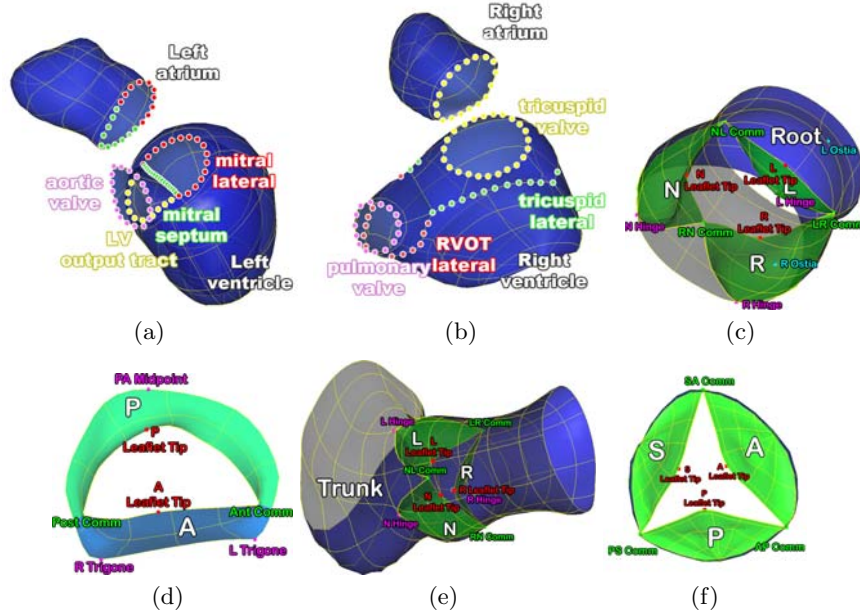 Left
atrium
mitral
lateral
aortic
valve
mitral
septum
LV
output tract
Left
ventricle
(a)
Right
atrium
tricuspid
valve
tricuspid
lateral
RVOT
lateral
pulmonary
valve
Right
ventricle
(b)
NL Comm
Root
L Ostia
N
Leaflet Tip
L
Leaflet Tip
N
L
L Hinge
N Hinge
R
Leaflet Tip
RN Comm
LR Comm
R
R Ostia
R Hinge
(c)
PA Midpoint
P
P
Leaflet Tip
A
Leaflet Tip
Post Comm
Ant Comm
A
R Trigone
L Trigone
(d)
L Hinge
LR Comm
L
L
Leaflet Tip
NL Comm
R
Trunk
N
Leaflet Tip
R Leaflet Tip
R Hinge
N Hinge
N
RN Comm
(e)
SA Comm
S
A
S
Leaflet Tip
A
Leaflet Tip
P
Leaflet Tip
PS Comm
P
AP Comm
(f)